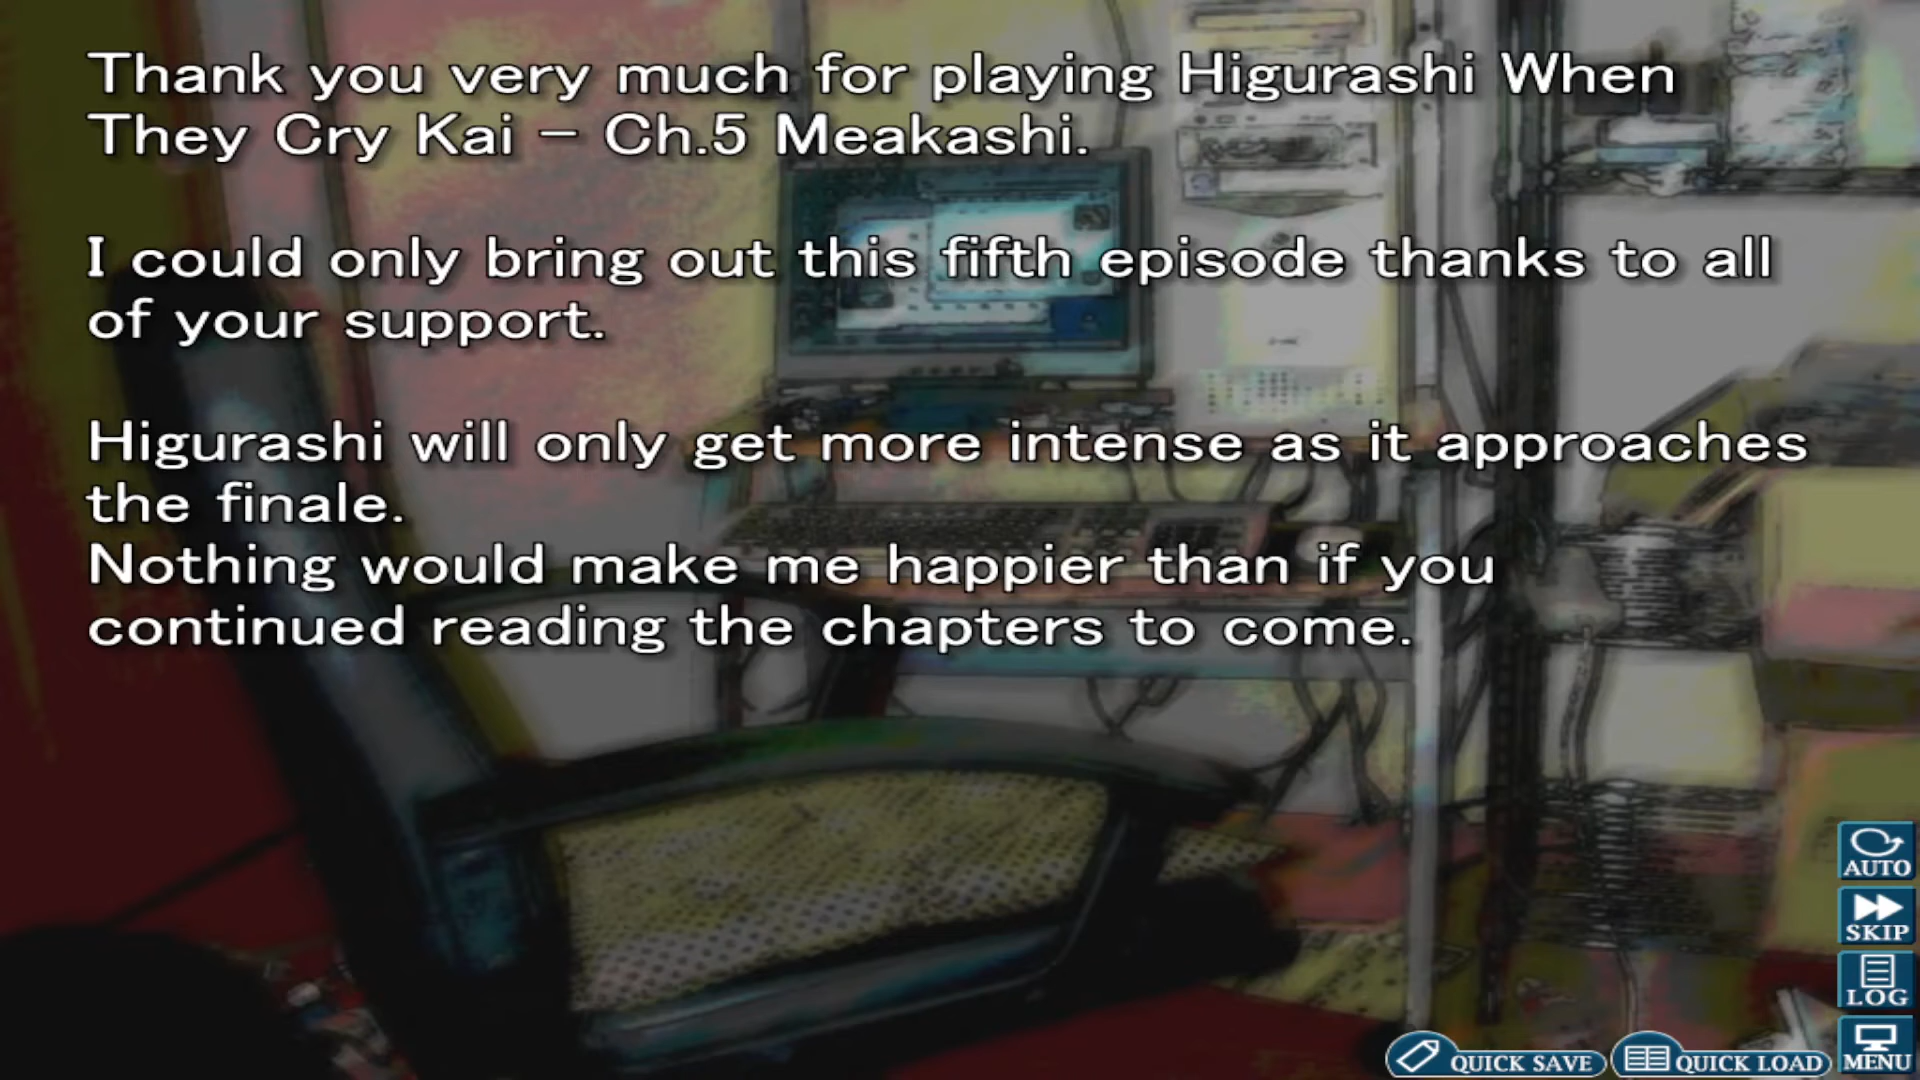 Thank you very much for playing Higurashi When
They Cry Kai – Ch.5 Meakashi.
I could only bring out this fifth episode thanks to all
of your support.
Higurashi will only get more intense as it approaches
the finale.
Nothing would make me happier than if you
continued reading the chapters to come.
AUTO
SKIP
LOG
MENU
QUICK SAVE
QUICK LOAD